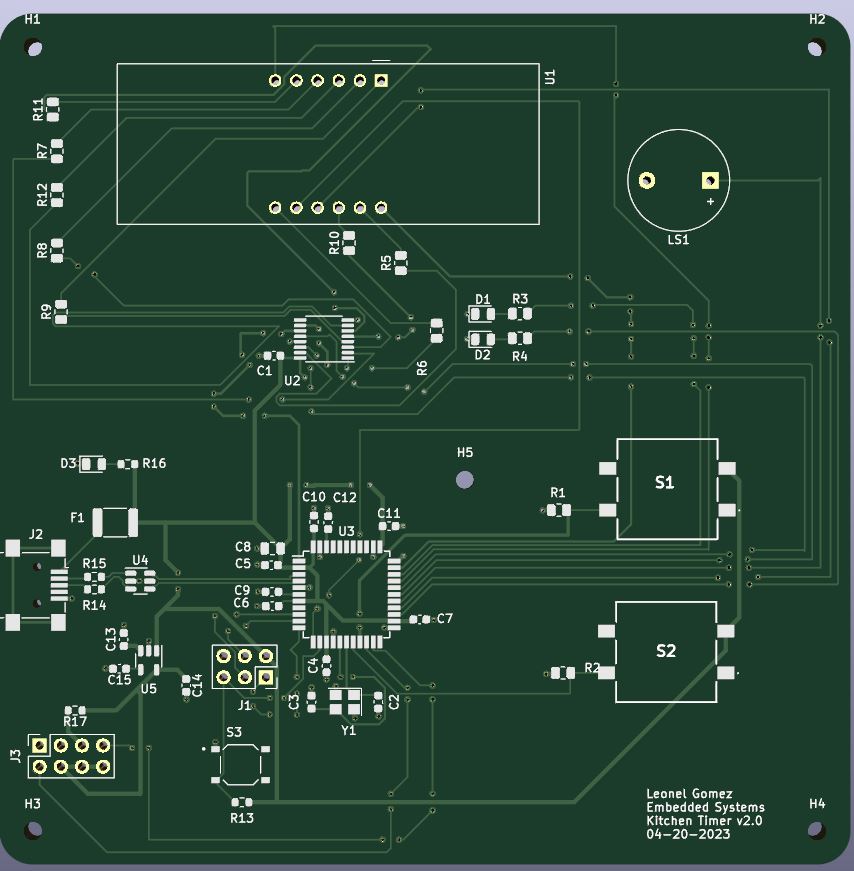 H1
H2
U1
R11
R7
R12
LS1
+
R8
R10
R5
R9
D1
R3
D2
R4
R6
C1
U2
D3
R16
H5
S1
R1
F1
C10
C12
C11
J2
U3
C8
C5
R15
U4
R14
C9
C6
C7
C13
C15
U5
C14
C4
S2
R2
J1
C3
C2
Y1
R17
S3
J3
R13
H3
H4
Leonel Gomez
Embedded Systems
Kitchen Timer v2.0
04-20-2023